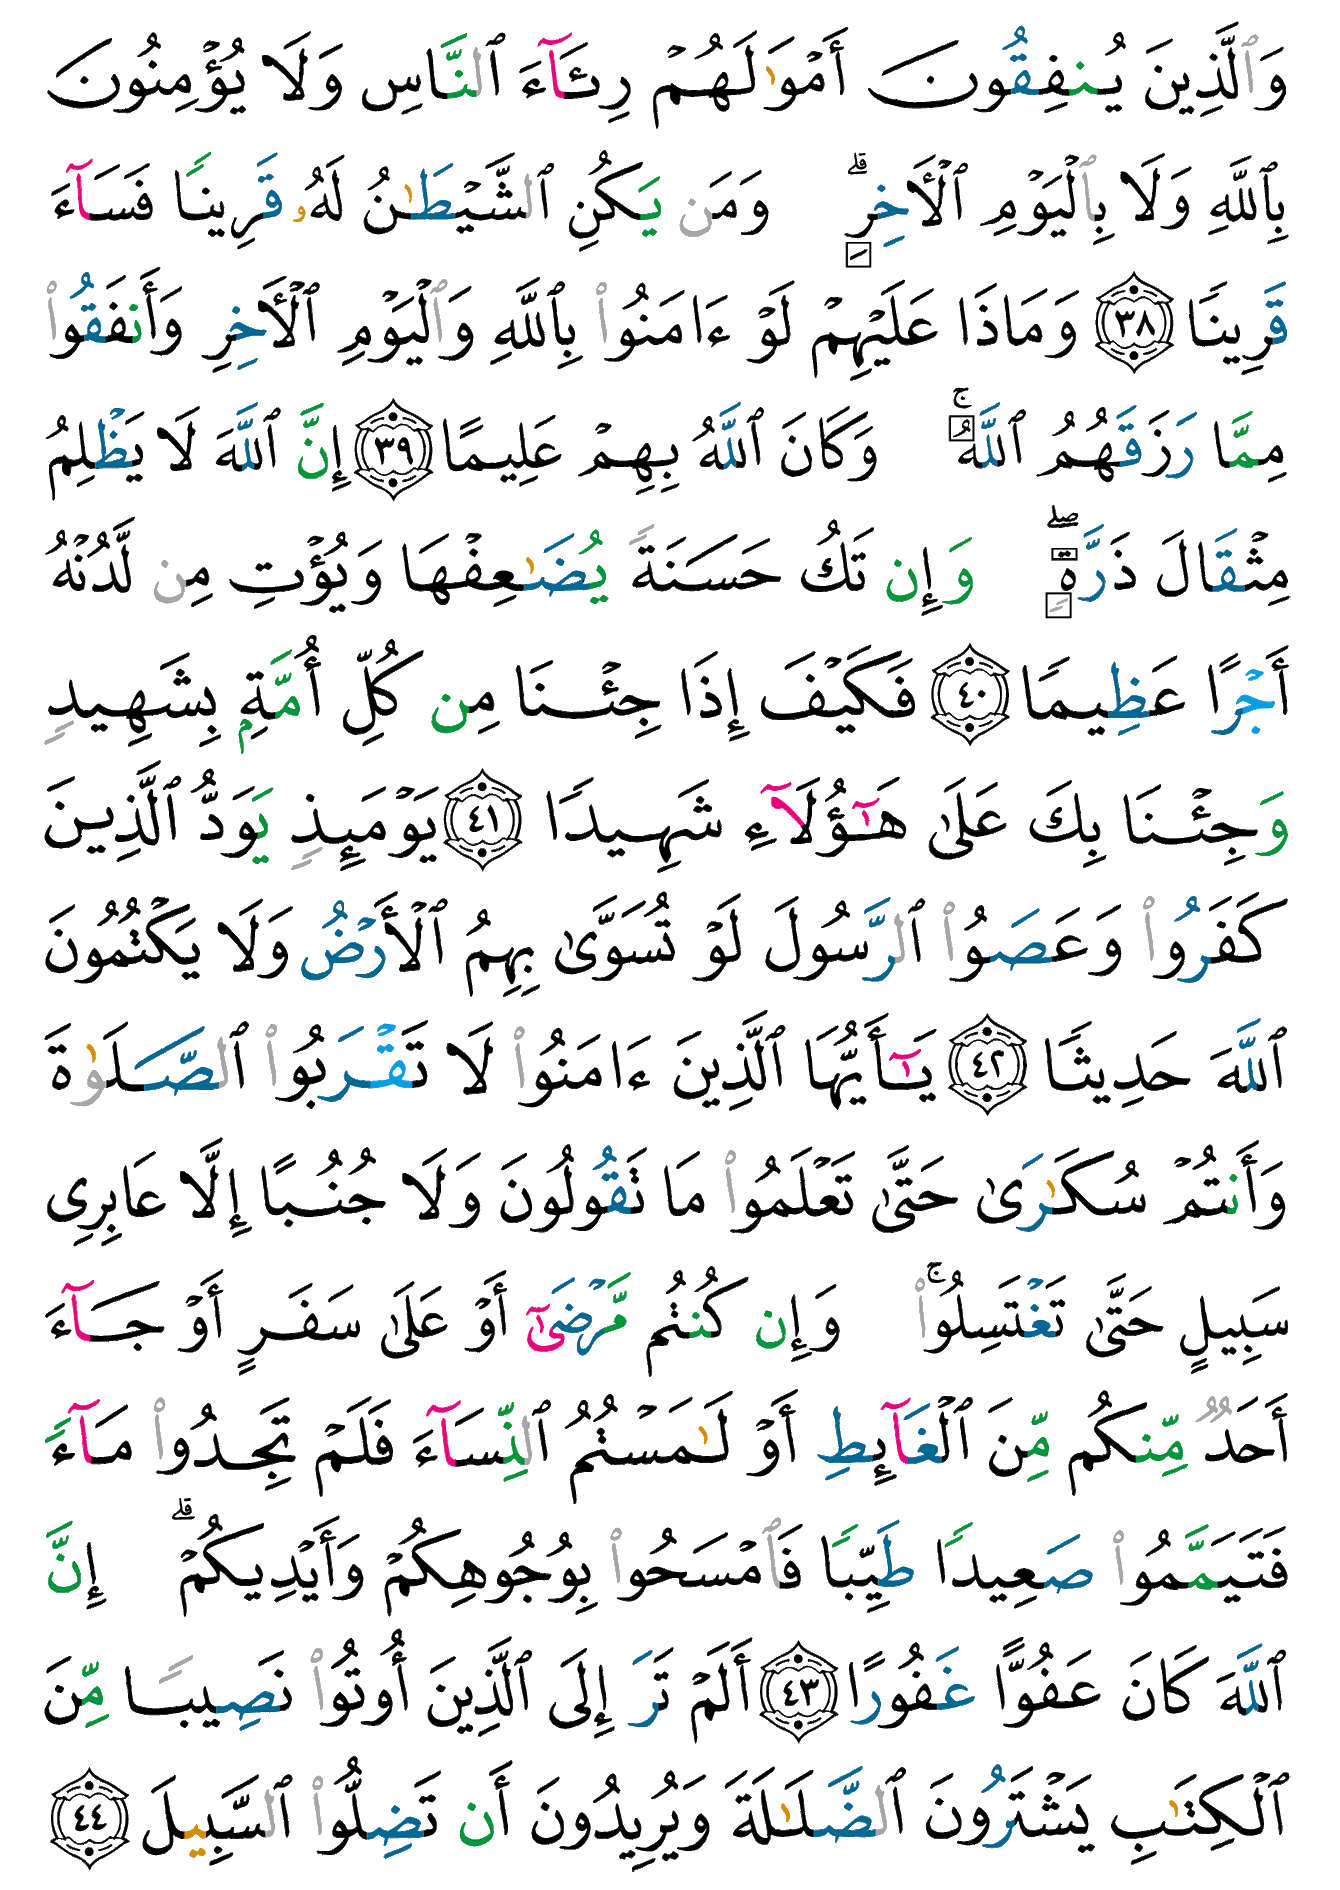 وَٱلَّذِينَ يُنفِقُونَ أَمۡوَٰلَهُمۡ رِئَآءَ ٱلنَّاسِ وَلَا يُؤۡمِنُونَ
بِٱللَّهِ وَلَا بِٱلۡيَوۡمِ ٱلۡأٓخِرِۗ وَمَن يَكُنِ ٱلشَّيۡطَٰنُ لَهُۥ قَرِينٗا فَسَآءَ
قَرِينٗا ٣٨ وَمَاذَا عَلَيۡهِمۡ لَوۡ ءَامَنُواْ بِٱللَّهِ وَٱلۡيَوۡمِ ٱلۡأٓخِرِ وَأَنفَقُواْ
مِمَّا رَزَقَهُمُ ٱللَّهُۚ وَكَانَ ٱللَّهُ بِهِمۡ عَلِيمًا ٣٩ إِنَّ ٱللَّهَ لَا يَظۡلِمُ
مِثۡقَالَ ذَرَّةٖۖ وَإِن تَكُ حَسَنَةٗ يُضَٰعِفۡهَا وَيُؤۡتِ مِن لَّدُنۡهُ
أَجۡرًا عَظِيمٗا ٤٠ فَكَيۡفَ إِذَا جِئۡنَا مِن كُلِّ أُمَّةِۭ بِشَهِيدٖ
وَجِئۡنَا بِكَ عَلَىٰ هَٰٓؤُلَآءِ شَهِيدٗا ٤١ يَوۡمَئِذٖ يَوَدُّ ٱلَّذِينَ
كَفَرُواْ وَعَصَوُاْ ٱلرَّسُولَ لَوۡ تُسَوَّىٰ بِهِمُ ٱلۡأَرۡضُ وَلَا يَكۡتُمُونَ
ٱللَّهَ حَدِيثٗا ٤٢ يَٰٓأَيُّهَا ٱلَّذِينَ ءَامَنُواْ لَا تَقۡرَبُواْ ٱلصَّلَوٰةَ
وَأَنتُمۡ سُكَٰرَىٰ حَتَّىٰ تَعۡلَمُواْ مَا تَقُولُونَ وَلَا جُنُبًا إِلَّا عَابِرِي
سَبِيلٍ حَتَّىٰ تَغۡتَسِلُواْۚ وَإِن كُنتُم مَّرۡضَىٰٓ أَوۡ عَلَىٰ سَفَرٍ أَوۡ جَآءَ
أَحَدٞ مِّنكُم مِّنَ ٱلۡغَآئِطِ أَوۡ لَٰمَسۡتُمُ ٱلنِّسَآءَ فَلَمۡ تَجِدُواْ مَآءٗ
فَتَيَمَّمُواْ صَعِيدٗا طَيِّبٗا فَٱمۡسَحُواْ بِوُجُوهِكُمۡ وَأَيۡدِيكُمۡۗ إِنَّ
ٱللَّهَ كَانَ عَفُوًّا غَفُورًا ٤٣ أَلَمۡ تَرَ إِلَى ٱلَّذِينَ أُوتُواْ نَصِيبٗا مِّنَ
ٱلۡكِتَٰبِ يَشۡتَرُونَ ٱلضَّلَٰلَةَ وَيُرِيدُونَ أَن تَضِلُّواْ ٱلسَّبِيلَ ٤٤